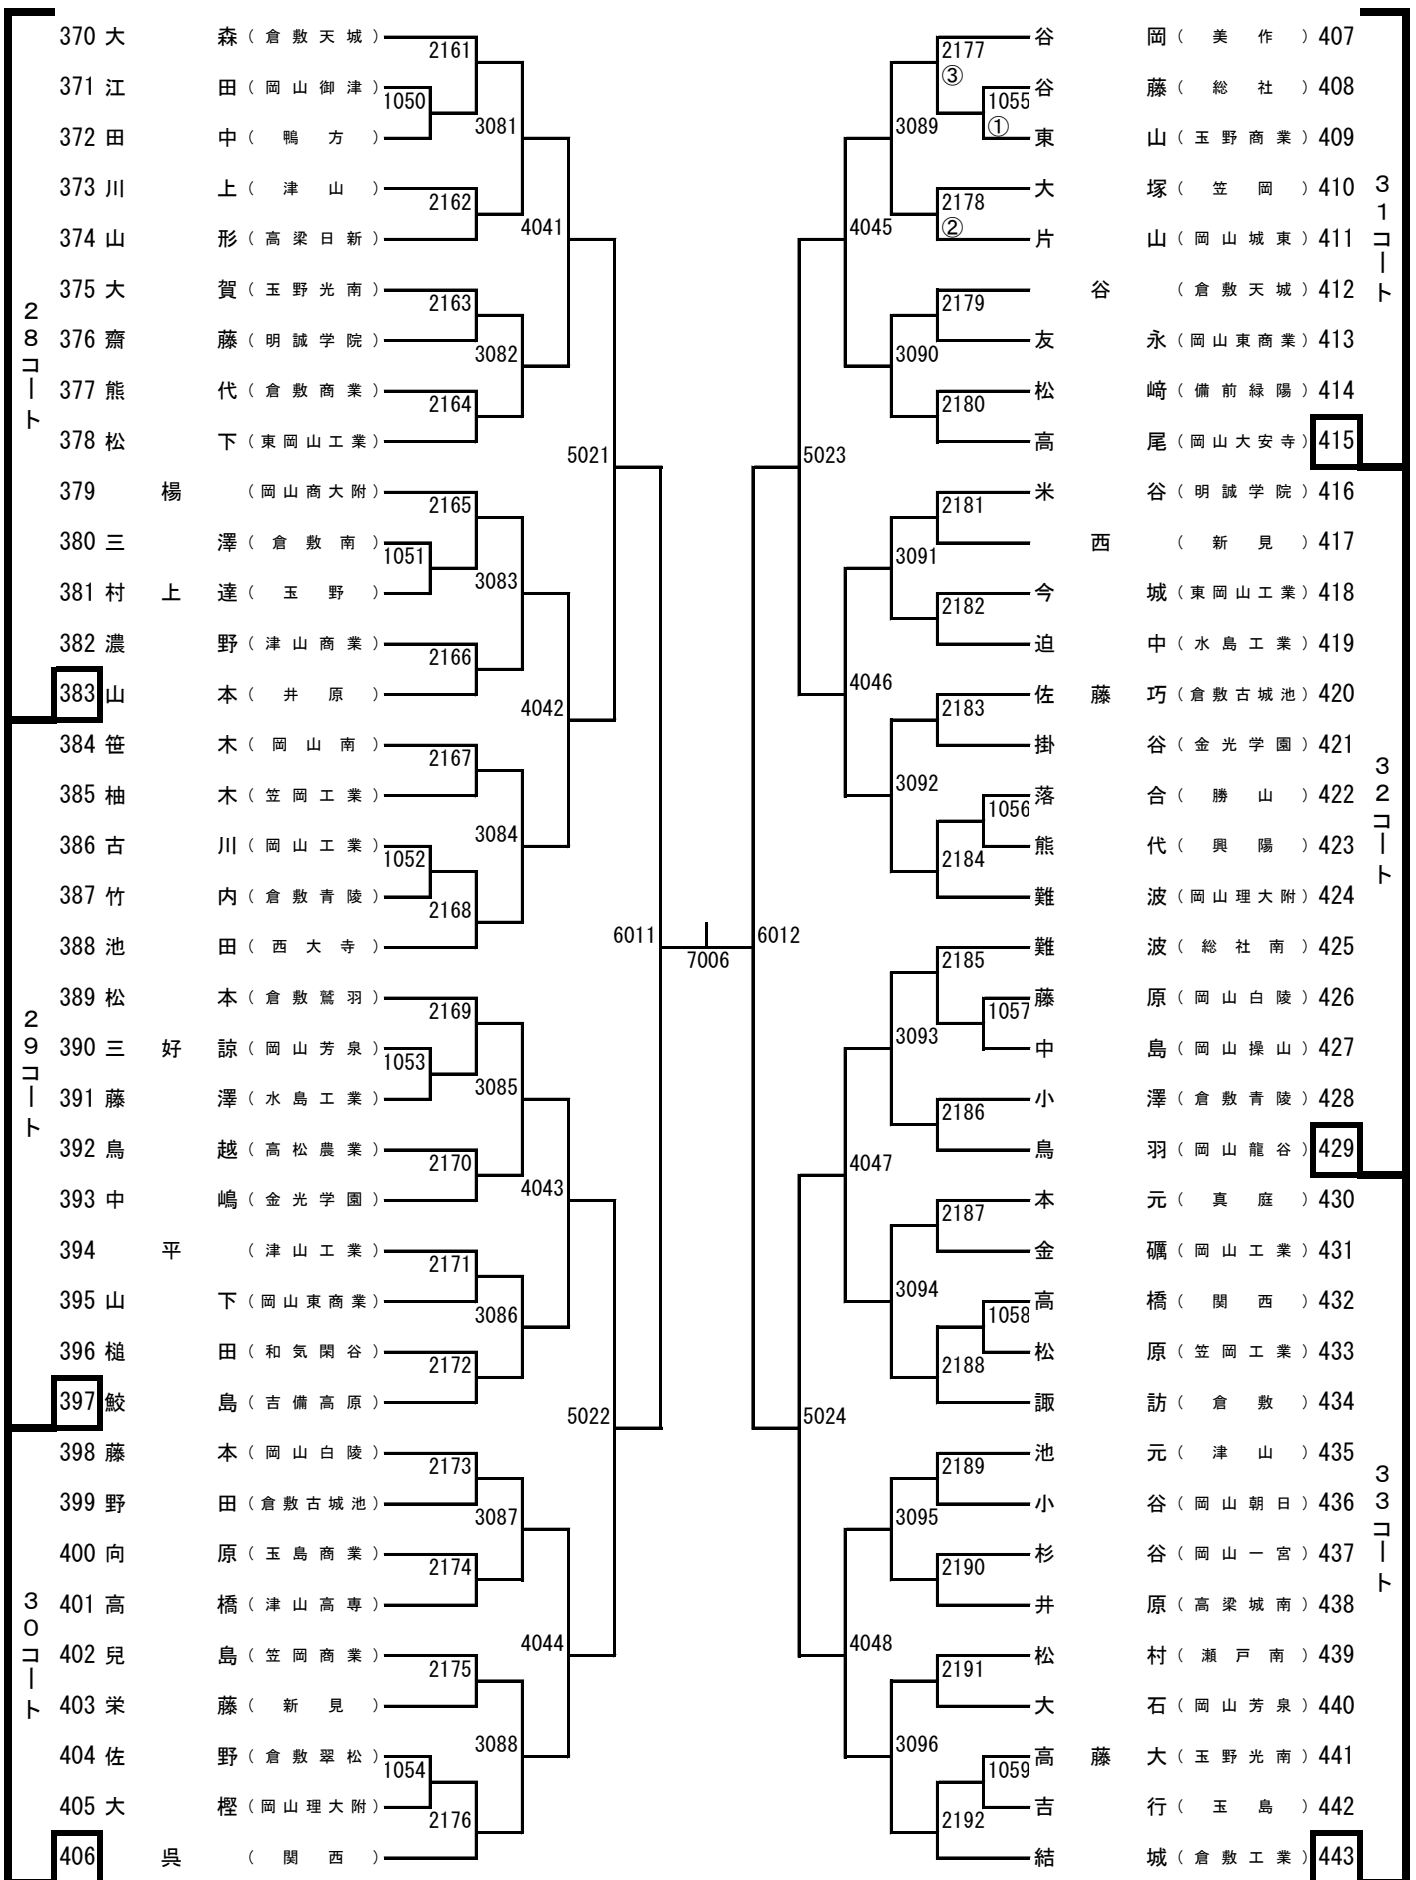 370 大森（倉敷天城）
371 江田（岡山御津）
372 田中（鴨方）
373 川上（津山）
374 山形（高梁日新）
375 大賀（玉野光南）
376 齋藤（明誠学院）
377 熊代（倉敷商業）
378 松下（東岡山工業）
379 楊（岡山商大附）
380 三澤（倉敷南）
381 村上達（玉野）
382 濃野（津山商業）
383 山本（井原）
384 笹木（岡山南）
385 柚木（笠岡工業）
386 古川（岡山工業）
387 竹内（倉敷青陵）
388 池田（西大寺）
389 松本（倉敷鷲羽）
390 三好諒（岡山芳泉）
391 藤澤（水島工業）
392 鳥越（高松農業）
393 中嶋（金光学園）
394 平（津山工業）
395 山下（岡山東商業）
396 槌田（和気閑谷）
397 鮫島（吉備高原）
398 藤本（岡山白陵）
399 野田（倉敷古城池）
400 向原（玉島商業）
401 高橋（津山高専）
402 兒島（笠岡商業）
403 栄藤（新見）
404 佐野（倉敷翠松）
405 大樫（岡山理大附）
406 呉（関西）
28コート
29コート
30コート
1050
1051
1052
1053
1054
2161
2162
2163
2164
2165
2166
2167
2168
2169
2170
2171
2172
2173
2174
2175
2176
3081
3082
3083
3084
3085
3086
3087
3088
4041
4042
4043
4044
5021
5022
6011
7006
6012
5023
5024
4045
4046
4047
4048
3089
3090
3091
3092
3093
3094
3095
3096
2177
③
2178
②
2179
2180
2181
2182
2183
2184
2185
2186
2187
2188
2189
2190
2191
2192
1055
①
1056
1057
1058
1059
谷岡（美作）407
谷藤（総社）408
東山（玉野商業）409
大塚（笠岡）410
片山（岡山城東）411
谷（倉敷天城）412
友永（岡山東商業）413
松﨑（備前緑陽）414
高尾（岡山大安寺）415
米谷（明誠学院）416
西（新見）417
今城（東岡山工業）418
迫中（水島工業）419
佐藤巧（倉敷古城池）420
掛谷（金光学園）421
落合（勝山）422
熊代（興陽）423
難波（岡山理大附）424
難波（総社南）425
藤原（岡山白陵）426
中島（岡山操山）427
小澤（倉敷青陵）428
鳥羽（岡山龍谷）429
本元（真庭）430
金礪（岡山工業）431
高橋（関西）432
松原（笠岡工業）433
諏訪（倉敷）434
池元（津山）435
小谷（岡山朝日）436
杉谷（岡山一宮）437
井原（高梁城南）438
松村（瀬戸南）439
大石（岡山芳泉）440
高藤大（玉野光南）441
吉行（玉島）442
結城（倉敷工業）443
31コート
32コート
33コート